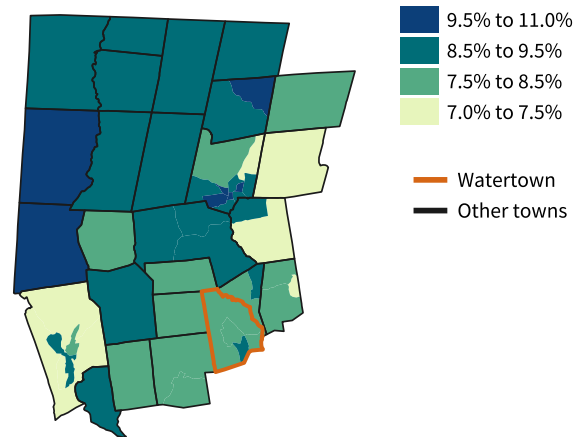 9.5% to 11.0%
8.5% to 9.5%
7.5% to 8.5%
7.0% to 7.5%
Watertown
Other towns